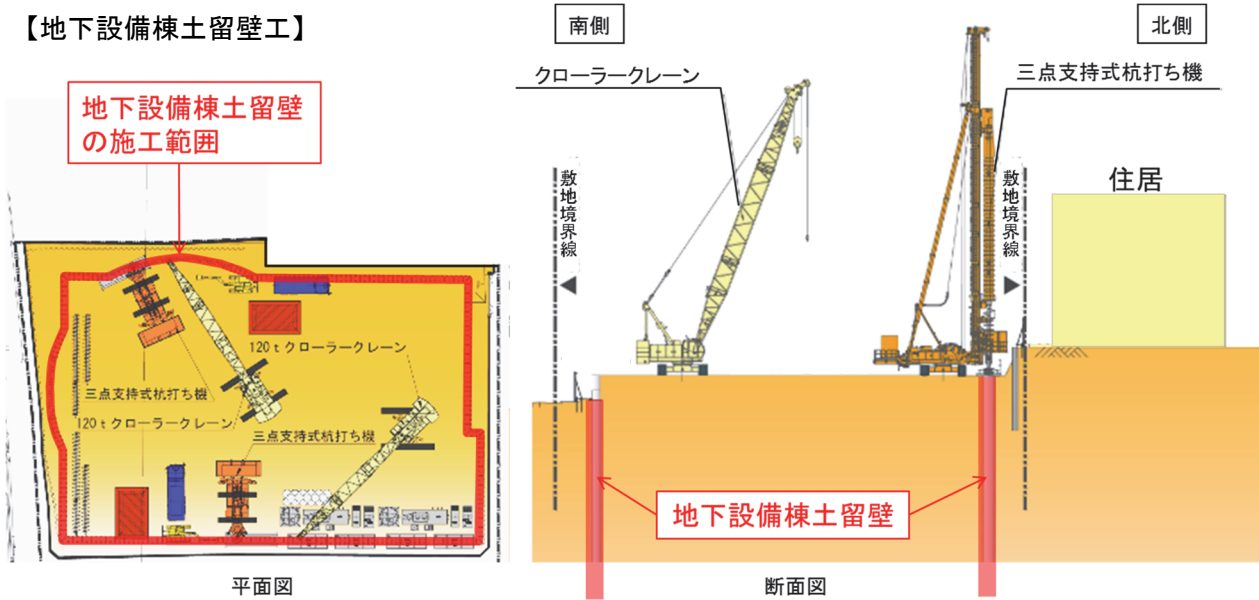 【地下設備棟土留壁工】
地下設備棟土留壁
の施工範囲
120tクローラークレーン
三点支持式杭打ち機
120tクローラークレーン
三点支持式杭打ち機
平面図
南側
北側
クローラークレーン
三点支持式杭打ち機
敷地境界線
敷地境界線
住居
地下設備棟土留壁
断面図